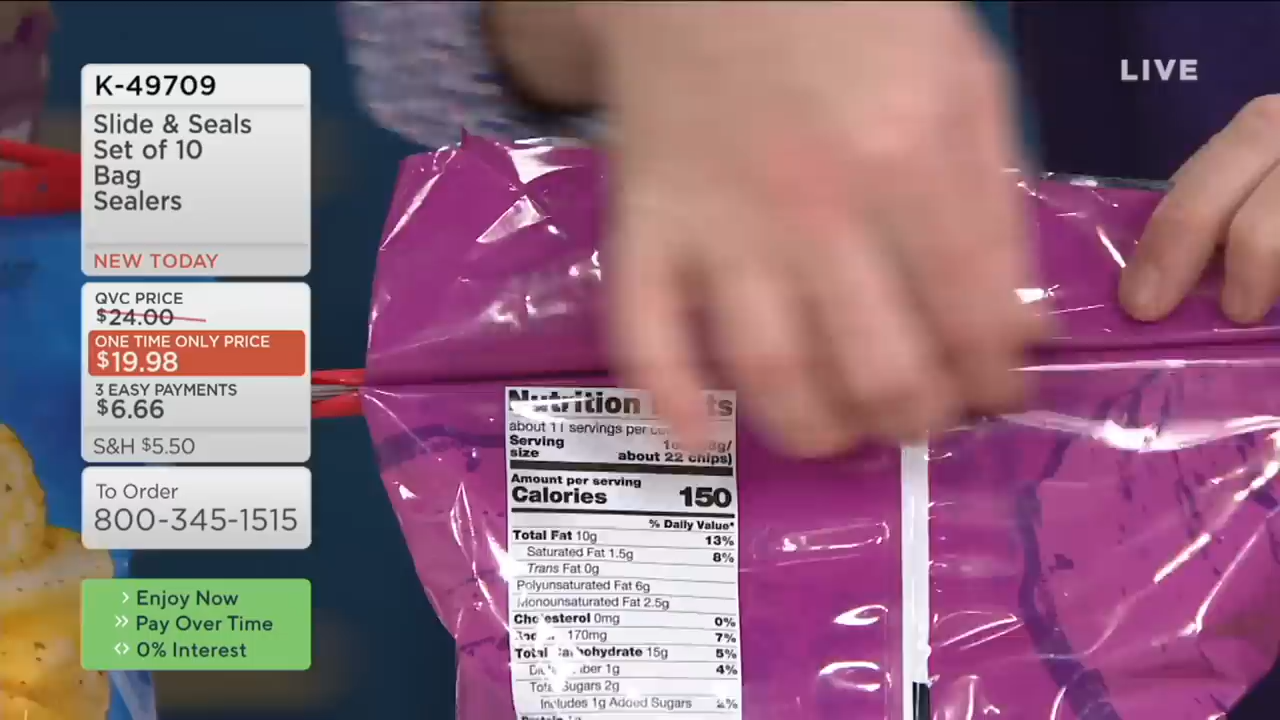 K-49709
Slide & Seals
Set of 10
Bag
Sealers
NEW TODAY
QVC PRICE
$24.00
ONE TIME ONLY PRICE
$19.98
3 EASY PAYMENTS
$6.66
S&H $5.50
To Order
800-345-1515
Enjoy Now
Pay Over Time
0% Interest
LIVE
Nutrition
about 11 servings per
Serving
size
about 22 chips)
Amount per serving
Calories 150
% Daily Value*
Total Fat 10g 13%
Saturated Fat 1.5g 8%
Trans Fat 0g
Polyunsaturated Fat 6g
Monounsaturated Fat 2.5g
Cholesterol 0mg 0%
170mg 7%
Total 15g 5%
1g 4%
Sugars 2g
Includes 1g Added Sugars